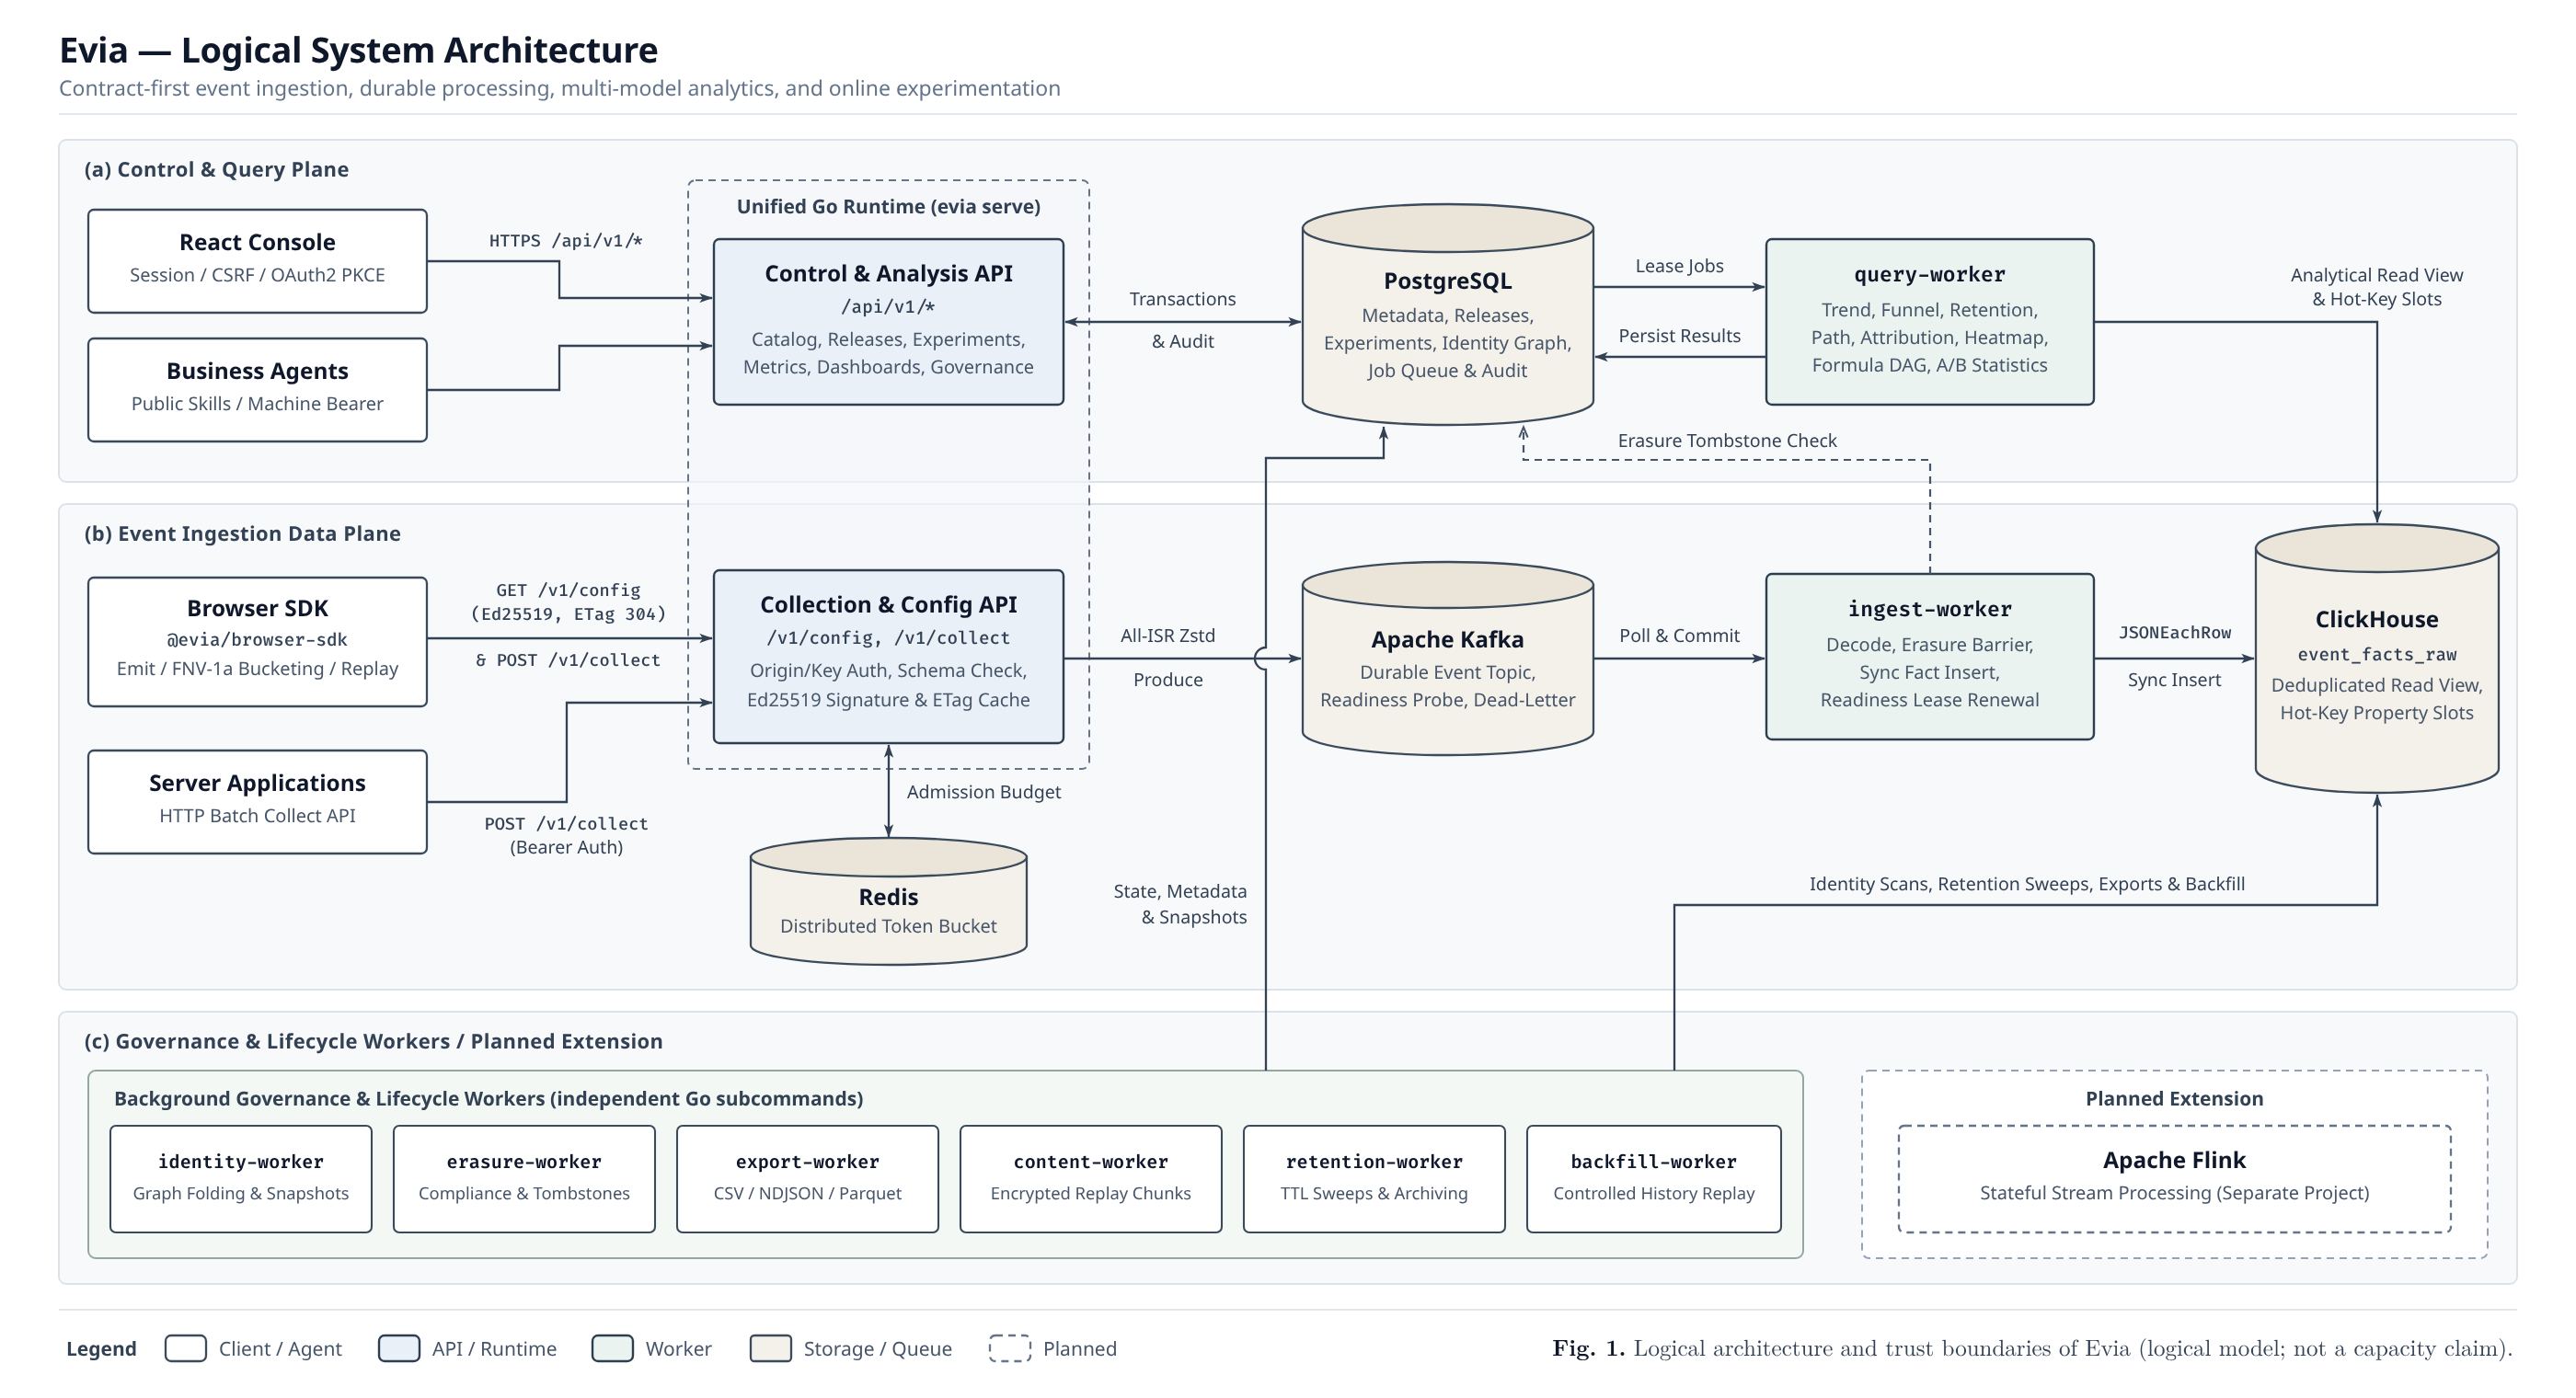 Evia — Logical System Architecture
Contract-first event ingestion, durable processing, multi-model analytics, and online experimentation
(a) Control & Query Plane
React Console
Session / CSRF / OAuth2 PKCE
Business Agents
Public Skills / Machine Bearer
HTTPS /api/v1/*
Unified Go Runtime (evia serve)
Control & Analysis API
/api/v1/*
Catalog, Releases, Experiments,
Metrics, Dashboards, Governance
Transactions
& Audit
PostgreSQL
Metadata, Releases,
Experiments, Identity Graph,
Job Queue & Audit
Lease Jobs
Persist Results
query-worker
Trend, Funnel, Retention,
Path, Attribution, Heatmap,
Formula DAG, A/B Statistics
Analytical Read View
& Hot-Key Slots
Erasure Tombstone Check
(b) Event Ingestion Data Plane
Browser SDK
@evia/browser-sdk
Emit / FNV-1a Bucketing / Replay
GET /v1/config
(Ed25519, ETag 304)
& POST /v1/collect
Server Applications
HTTP Batch Collect API
POST /v1/collect
(Bearer Auth)
Collection & Config API
/v1/config, /v1/collect
Origin/Key Auth, Schema Check,
Ed25519 Signature & ETag Cache
Admission Budget
Redis
Distributed Token Bucket
All-ISR Zstd
Produce
State, Metadata
& Snapshots
Apache Kafka
Durable Event Topic,
Readiness Probe, Dead-Letter
Poll & Commit
ingest-worker
Decode, Erasure Barrier,
Sync Fact Insert,
Readiness Lease Renewal
JSONEachRow
Sync Insert
ClickHouse
event_facts_raw
Deduplicated Read View,
Hot-Key Property Slots
Identity Scans, Retention Sweeps, Exports & Backfill
(c) Governance & Lifecycle Workers / Planned Extension
Background Governance & Lifecycle Workers (independent Go subcommands)
identity-worker
Graph Folding & Snapshots
erasure-worker
Compliance & Tombstones
export-worker
CSV / NDJSON / Parquet
content-worker
Encrypted Replay Chunks
retention-worker
TTL Sweeps & Archiving
backfill-worker
Controlled History Replay
Planned Extension
Apache Flink
Stateful Stream Processing (Separate Project)
Legend
Client / Agent
API / Runtime
Worker
Storage / Queue
Planned
Fig. 1. Logical architecture and trust boundaries of Evia (logical model; not a capacity claim).